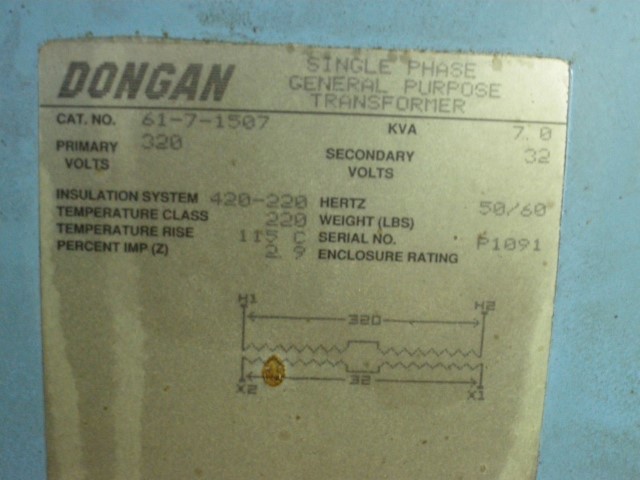 DONGAN
SINGLE PHASE
GENERAL PURPOSE
TRANSFORMER
CAT. NO. 61-7-1507
KVA 7.0
PRIMARY VOLTS 320
SECONDARY VOLTS 32
INSULATION SYSTEM 420-220
HERTZ 50/60
TEMPERATURE CLASS 220
WEIGHT (LBS)
TEMPERATURE RISE 115 C
SERIAL NO. P1091
PERCENT IMP (Z) 2 9
ENCLOSURE RATING
H1 H2
320
32
X2 X1